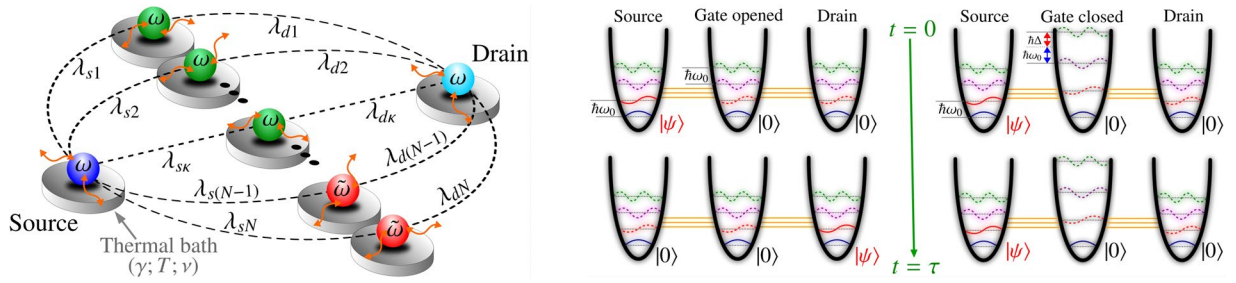 ω
λs1
λd1
ω
λs2
λd2
Drain
ω
ω
λsκ
λdκ
ω
λs(N−1)
λd(N−1)
ω̃
λsN
λdN
ω̃
Source
Thermal bath
(γ; T; ν)
Source Gate opened Drain
ħω0
ħω0
|ψ⟩ |0⟩ |0⟩
|0⟩ |0⟩ |ψ⟩
t = 0
t = τ
Source Gate closed Drain
ħΔ
ħω0
|ψ⟩ |0⟩ |0⟩
|ψ⟩ |0⟩ |0⟩